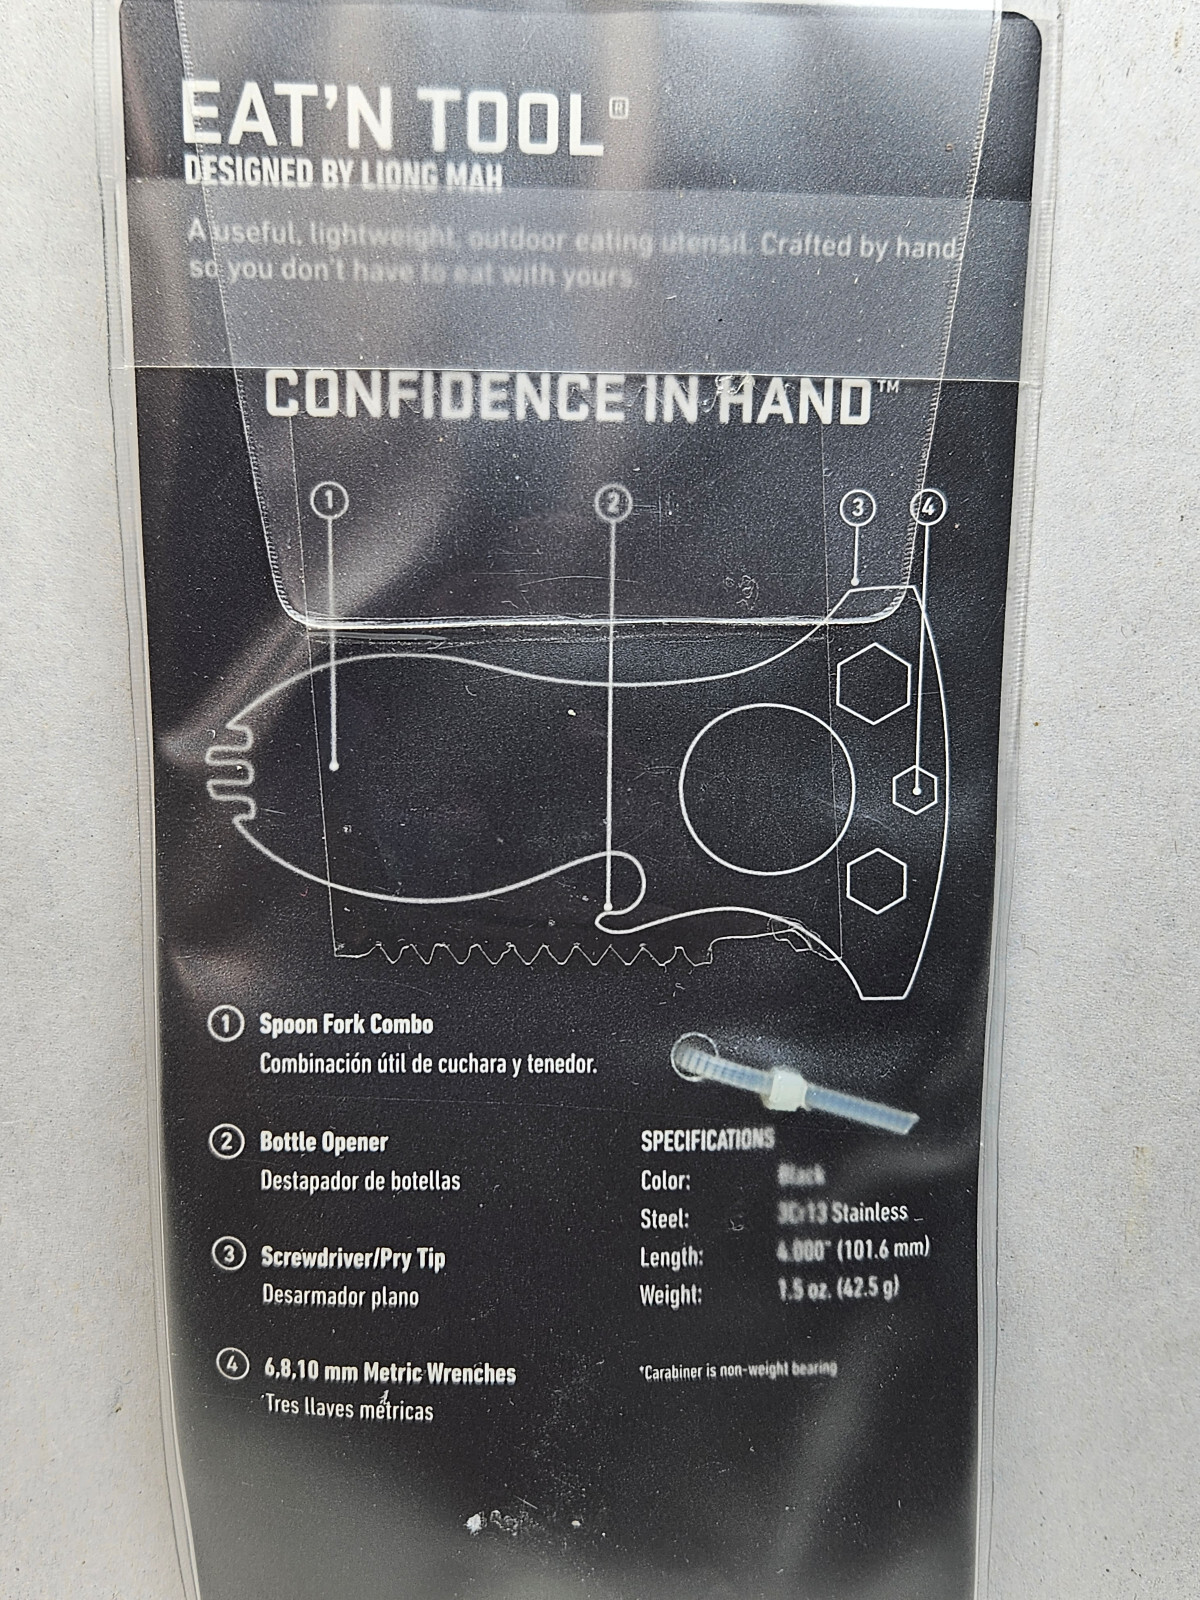 EAT'N TOOL®
DESIGNED BY LIONG MAH
A useful, lightweight, outdoor eating utensil. Crafted by hand,
so you don't have to eat with yours.
CONFIDENCE IN HAND™
1 2 3 4
1 Spoon Fork Combo
Combinación útil de cuchara y tenedor.
2 Bottle Opener
Destapador de botellas
3 Screwdriver/Pry Tip
Desarmador plano
4 6,8,10 mm Metric Wrenches
Tres llaves métricas
SPECIFICATIONS
Color: Black
Steel: 3Cr13 Stainless
Length: 4.000" (101.6 mm)
Weight: 1.5 oz. (42.5 g)
*Carabiner is non-weight bearing